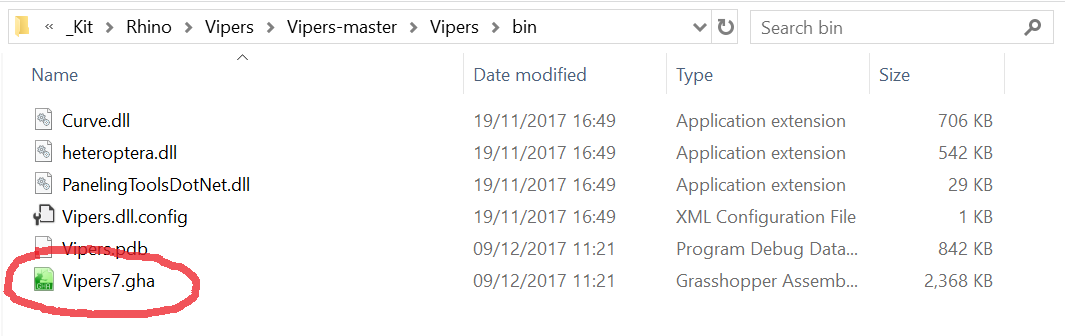 « _Kit > Rhino > Vipers > Vipers-master > Vipers > bin Search bin
Name Date modified Type Size
Curve.dll 19/11/2017 16:49 Application extension 706 KB
heteroptera.dll 19/11/2017 16:49 Application extension 542 KB
PanelingToolsDotNet.dll 19/11/2017 16:49 Application extension 29 KB
Vipers.dll.config 19/11/2017 16:49 XML Configuration File 1 KB
Vipers.pdb 09/12/2017 11:21 Program Debug Data... 842 KB
Vipers7.gha 09/12/2017 11:21 Grasshopper Assemb... 2,368 KB